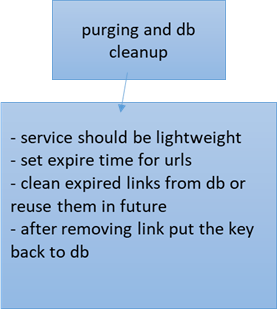 purging and db
cleanup
- service should be lightweight
- set expire time for urls
- clean expired links from db or
reuse them in future
- after removing link put the key
back to db